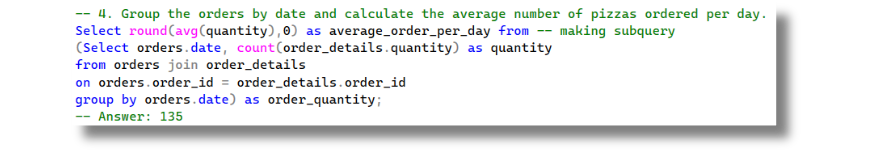 -- 4. Group the orders by date and calculate the average number of pizzas ordered per day.
Select round(avg(quantity),0) as average_order_per_day from -- making subquery
(Select orders.date, count(order_details.quantity) as quantity
from orders join order_details
on orders.order_id = order_details.order_id
group by orders.date) as order_quantity;
-- Answer: 135